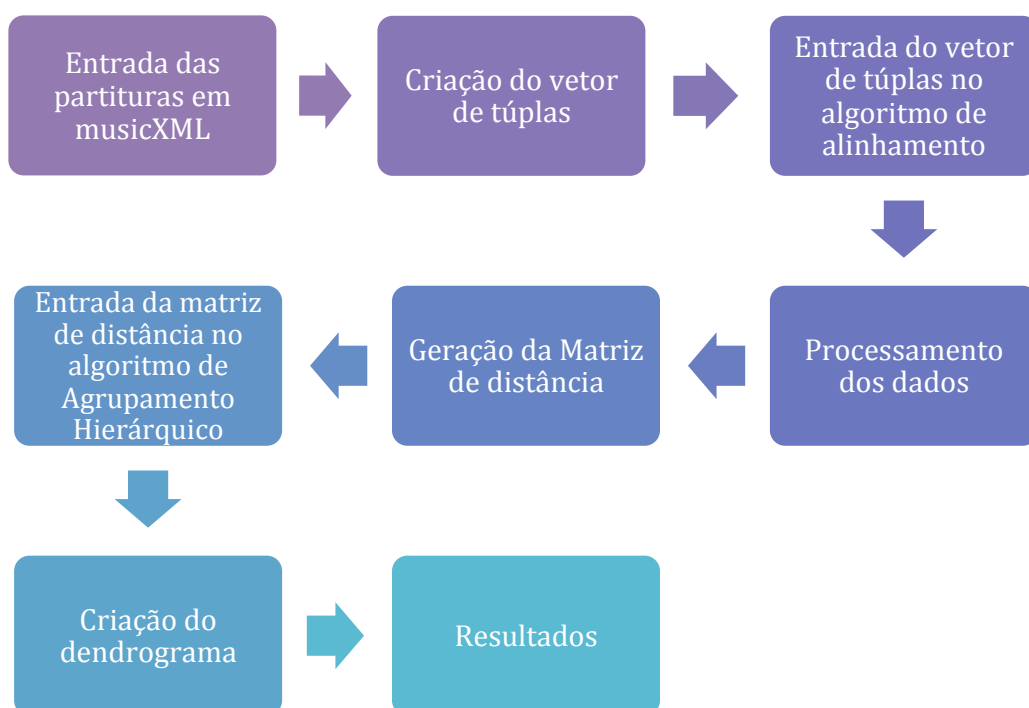 Entrada das
partituras em
musicXML
Criação do vetor
de túplas
Entrada do vetor
de túplas no
algoritmo de
alinhamento
Processamento
dos dados
Geração da Matriz
de distância
Entrada da matriz
de distância no
algoritmo de
Agrupamento
Hierárquico
Criação do
dendrograma
Resultados